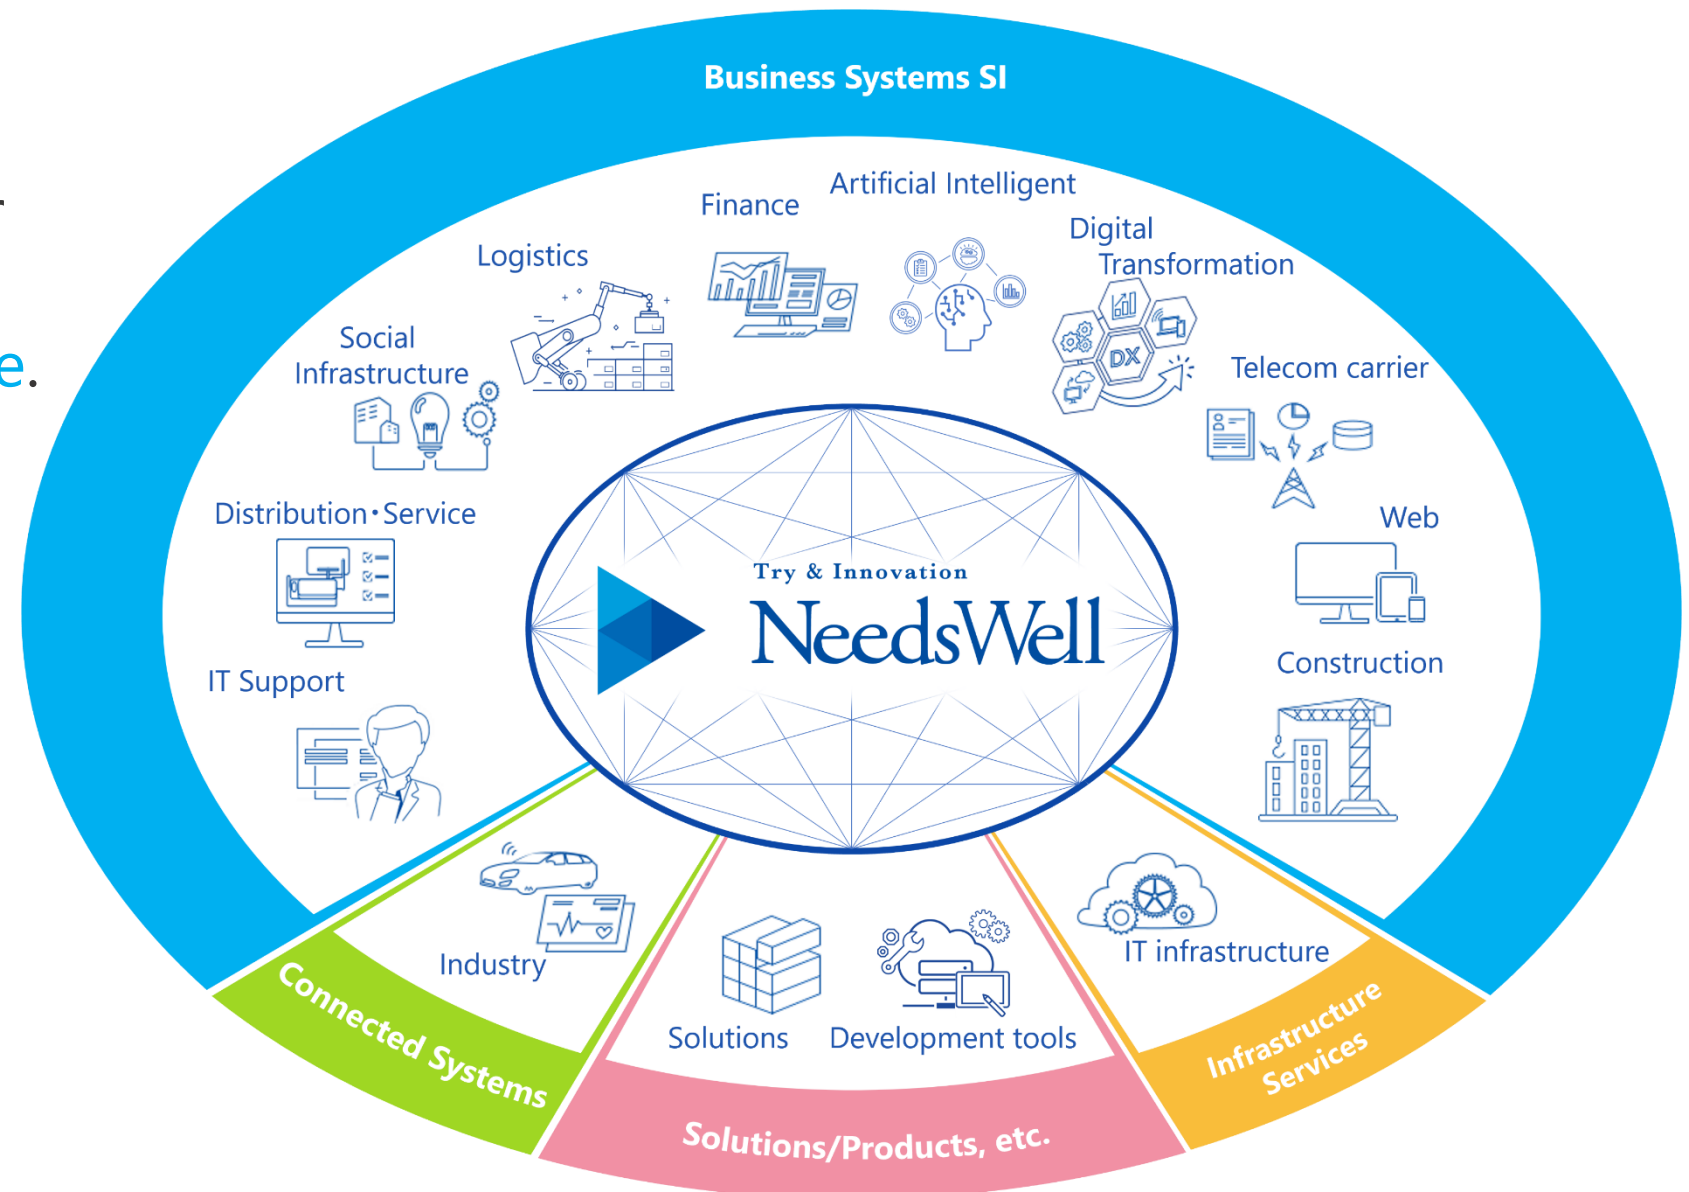 Business Systems SI
Artificial Intelligent
Finance
Digital
Transformation
Logistics
Social
Infrastructure
e.
Telecom carrier
DX
Distribution・Service
Web
Try & Innovation
NeedsWell
IT Support
Construction
Industry
IT infrastructure
Solutions
Development tools
Connected Systems
Infrastructure
Services
Solutions/Products, etc.